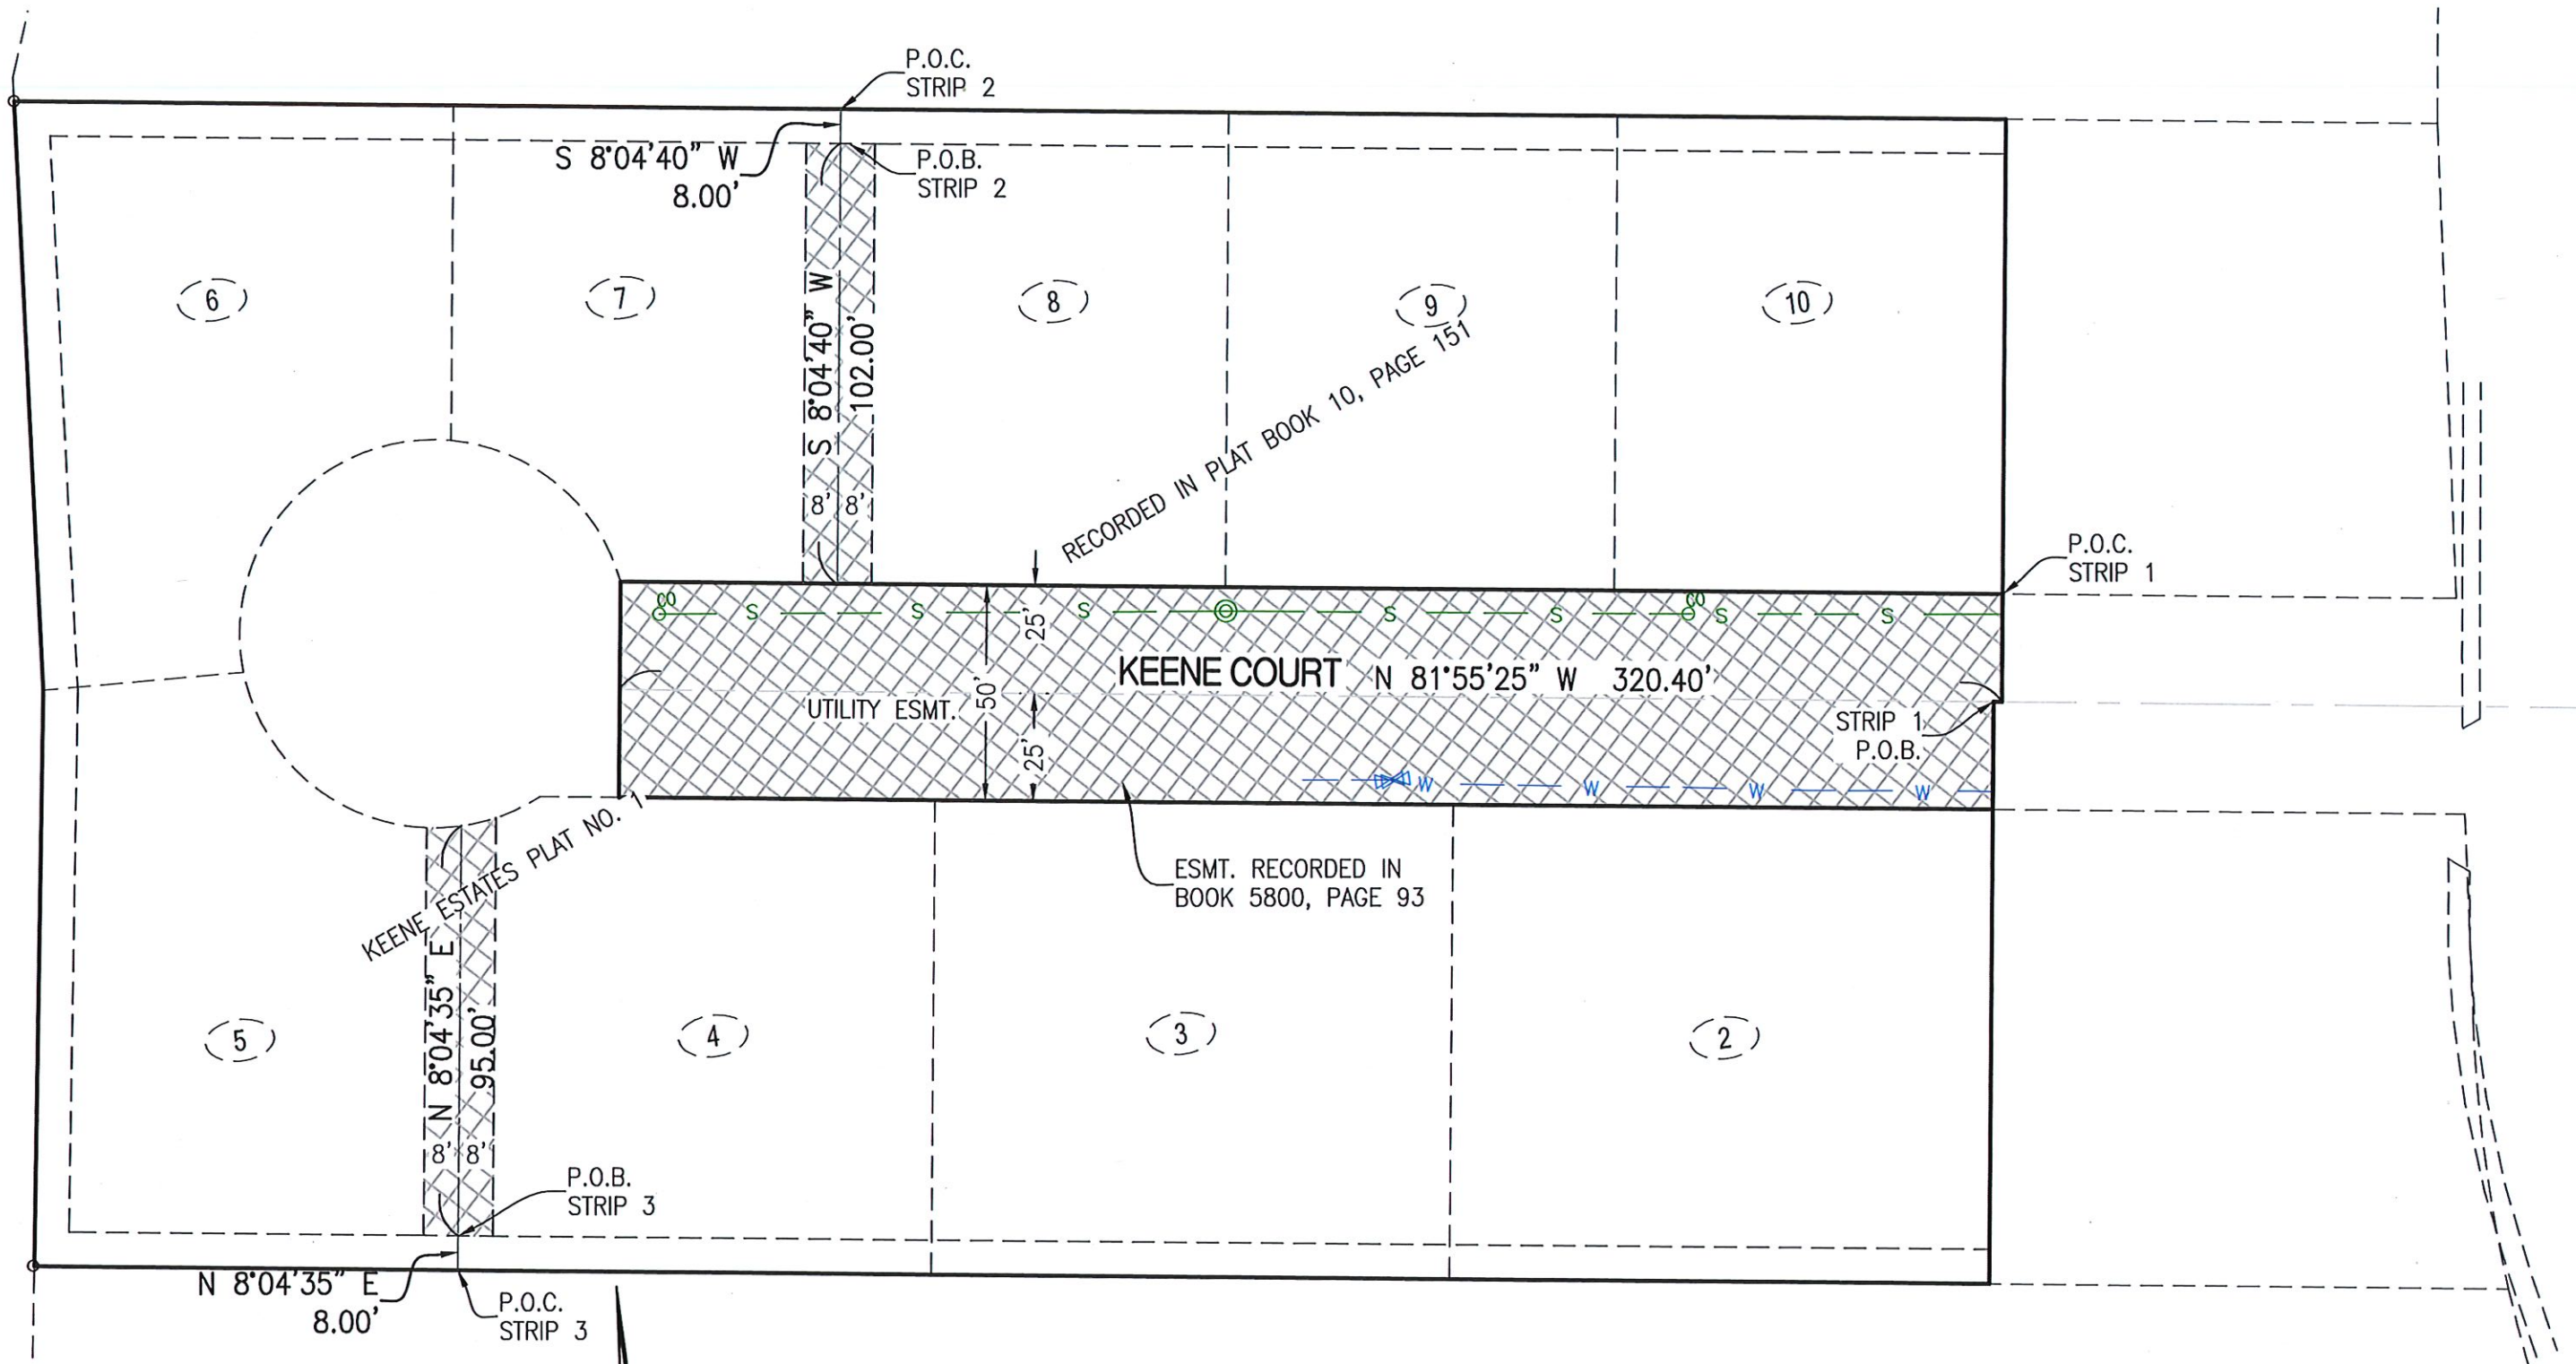 P.O.C.
STRIP 2
S 8°04'40" W
8.00'
P.O.B.
STRIP 2
6
7
8
9
10
S 8°04'40" W
102.00'
8'
8'
RECORDED IN PLAT BOOK 10, PAGE 151
P.O.C.
STRIP 1
CO
S
S
S
S
S
CO
S
S
25'
50'
25'
KEENE COURT
N 81°55'25" W 320.40'
UTILITY ESMT.
STRIP 1
P.O.B.
W
W
W
W
KEENE ESTATES PLAT NO. 1
ESMT. RECORDED IN
BOOK 5800, PAGE 93
N 8°04'35" E
95.00'
8'
8'
5
4
3
2
P.O.B.
STRIP 3
N 8°04'35" E
8.00'
P.O.C.
STRIP 3